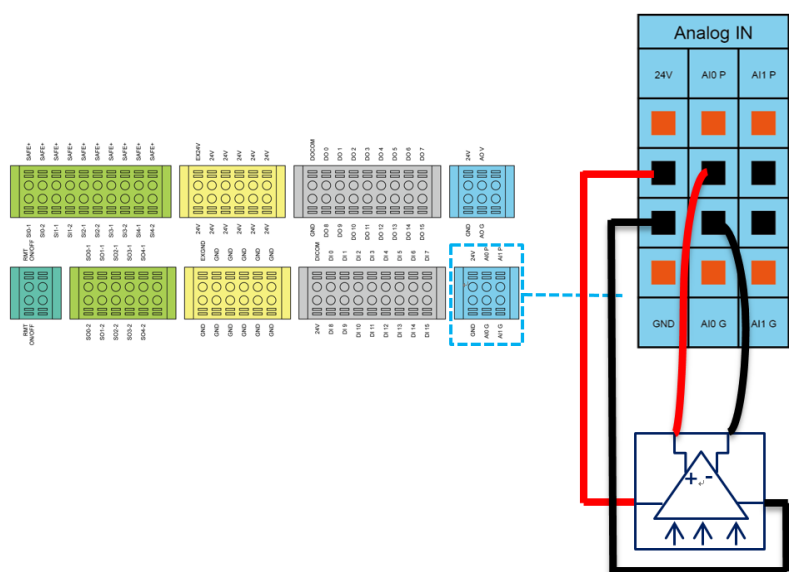 SAFE+ SAFE+ SAFE+ SAFE+ SAFE+ SAFE+ SAFE+ SAFE+ SAFE+ SAFE+
EX24V 24V 24V 24V 24V 24V
DOCOM DO 0 DO 1 DO 2 DO 3 DO 4 DO 5 DO 6 DO 7
24V AO V
SI0-1 SI0-2 SI1-1 SI1-2 SI2-1 SI2-2 SI3-1 SI3-2 SI4-1 SI4-2
24V 24V 24V 24V 24V 24V
GND DO 8 DO 9 DO 10 DO 11 DO 12 DO 13 DO 14 DO 15
GND AO G
RMT
ON/OFF
SO0-1 SO1-1 SO2-1 SO3-1 SO4-1
EXGND GND GND GND GND GND
DICOM DI 0 DI 1 DI 2 DI 3 DI 4 DI 5 DI 6 DI 7
24V AI0 P AI1 P
RMT
ON/OFF
SO0-2 SO1-2 SO2-2 SO3-2 SO4-2
GND GND GND GND GND GND
24V DI 8 DI 9 DI 10 DI 11 DI 12 DI 13 DI 14 DI 15
GND AI0 G AI1 G
Analog IN
24V AI0 P AI1 P
GND AI0 G AI1 G
+ -